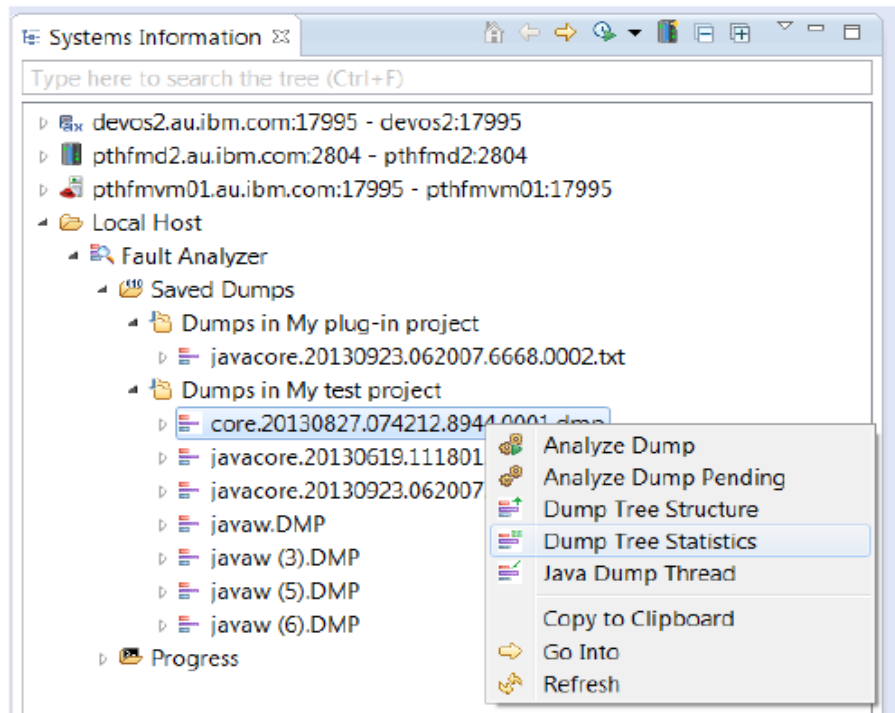 Systems Information
Type here to search the tree (Ctrl+F)
devos2.au.ibm.com:17995 - devos2:17995
pthfmd2.au.ibm.com:2804 - pthfmd2:2804
pthfmvm01.au.ibm.com:17995 - pthfmvm01:17995
Local Host
Fault Analyzer
Saved Dumps
Dumps in My plug-in project
javacore.20130923.062007.6668.0002.txt
Dumps in My test project
core.20130827.074212.8944.0001.dmp
javacore.20130619.111801
javacore.20130923.062007
javaw.DMP
javaw (3).DMP
javaw (5).DMP
javaw (6).DMP
Progress
Analyze Dump
Analyze Dump Pending
Dump Tree Structure
Dump Tree Statistics
Java Dump Thread
Copy to Clipboard
Go Into
Refresh